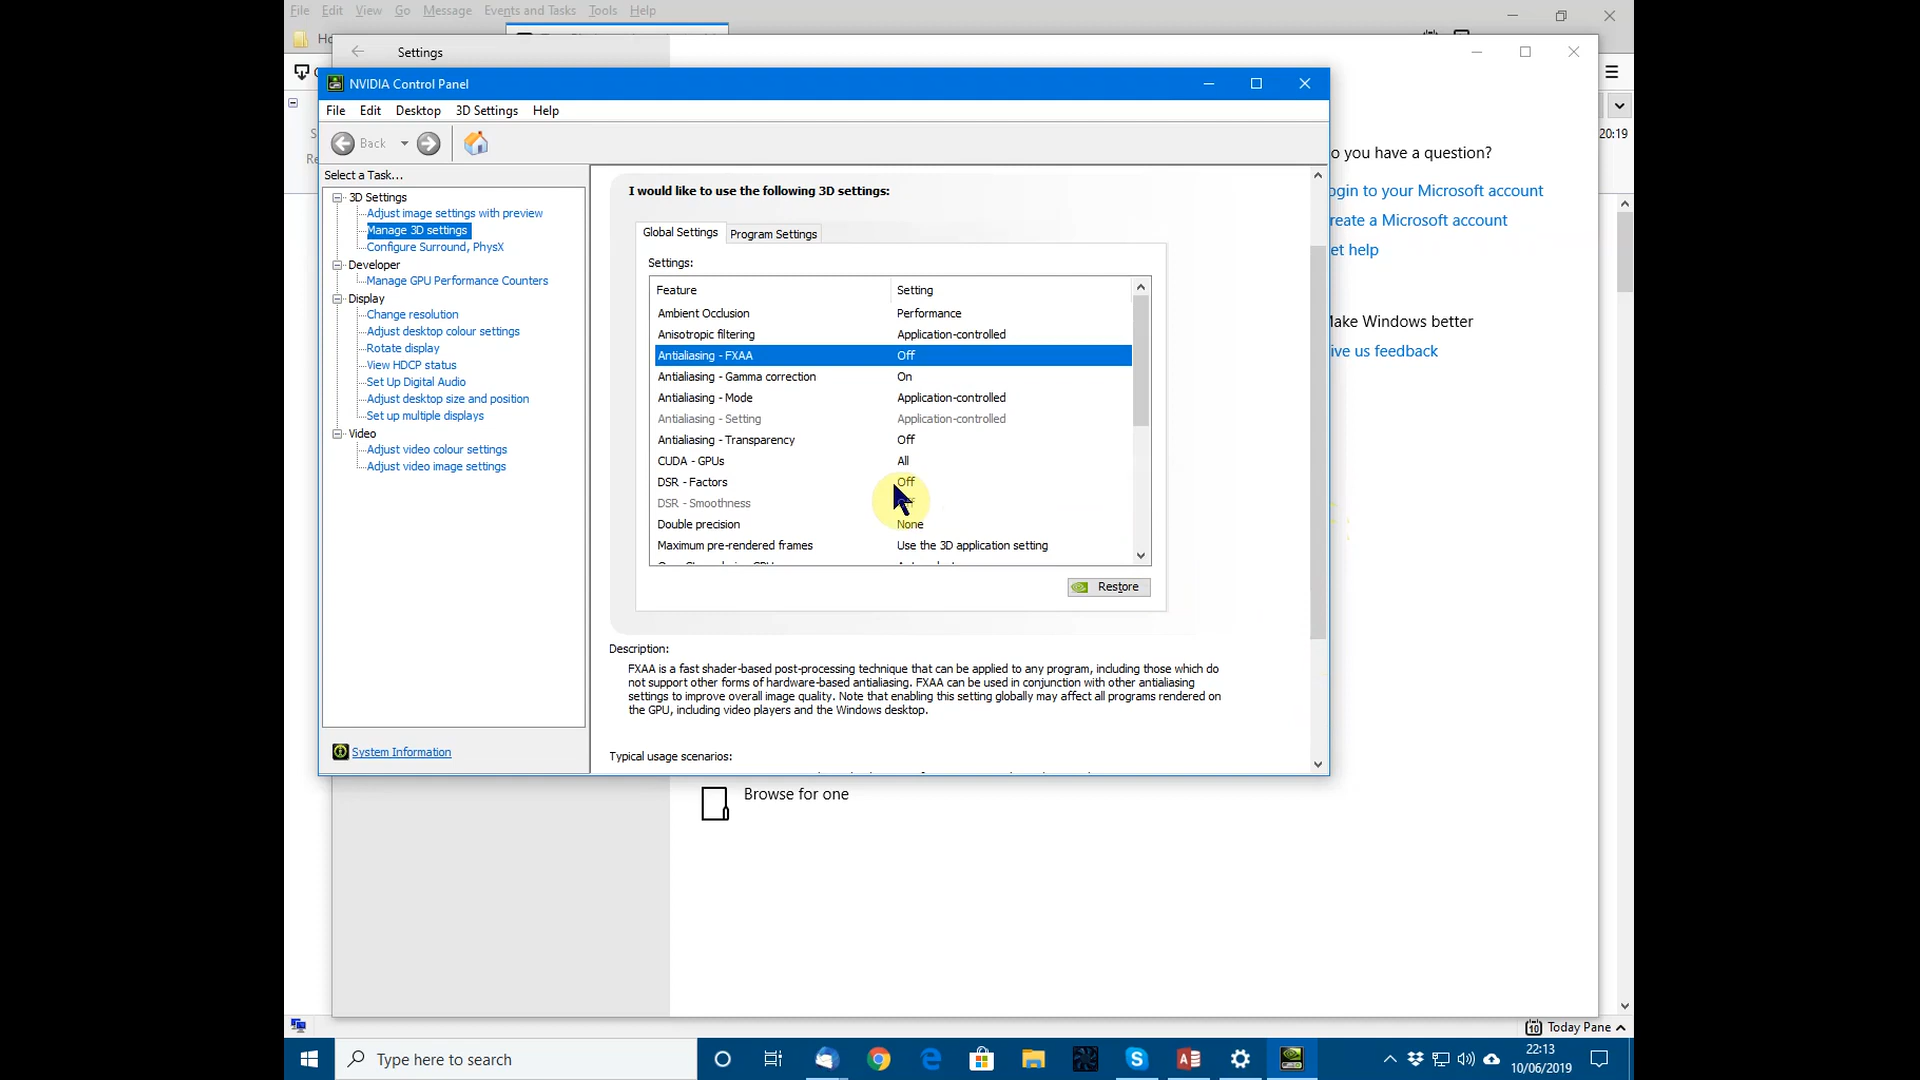 File Edit View Go Message Events and Tasks Tools Help
Settings
NVIDIA Control Panel
File Edit Desktop 3D Settings Help
Back
20:19
Select a Task...
3D Settings
Adjust image settings with preview
Manage 3D settings
Configure Surround, PhysX
Developer
Manage GPU Performance Counters
Display
Change resolution
Adjust desktop colour settings
Rotate display
View HDCP status
Set Up Digital Audio
Adjust desktop size and position
Set up multiple displays
Video
Adjust video colour settings
Adjust video image settings
System Information
I would like to use the following 3D settings:
Global Settings Program Settings
Settings:
Feature Setting
Ambient Occlusion Performance
Anisotropic filtering Application-controlled
Antialiasing - FXAA Off
Antialiasing - Gamma correction On
Antialiasing - Mode Application-controlled
Antialiasing - Setting Application-controlled
Antialiasing - Transparency Off
CUDA - GPUs All
DSR - Factors Off
DSR - Smoothness
Double precision None
Maximum pre-rendered frames Use the 3D application setting
Restore
Description:
FXAA is a fast shader-based post-processing technique that can be applied to any program, including those which do
not support other forms of hardware-based antialiasing. FXAA can be used in conjunction with other antialiasing
settings to improve overall image quality. Note that enabling this setting globally may affect all programs rendered on
the GPU, including video players and the Windows desktop.
Typical usage scenarios:
o you have a question?
ogin to your Microsoft account
reate a Microsoft account
et help
Make Windows better
ive us feedback
Browse for one
10 Today Pane
Type here to search
22:13
10/06/2019